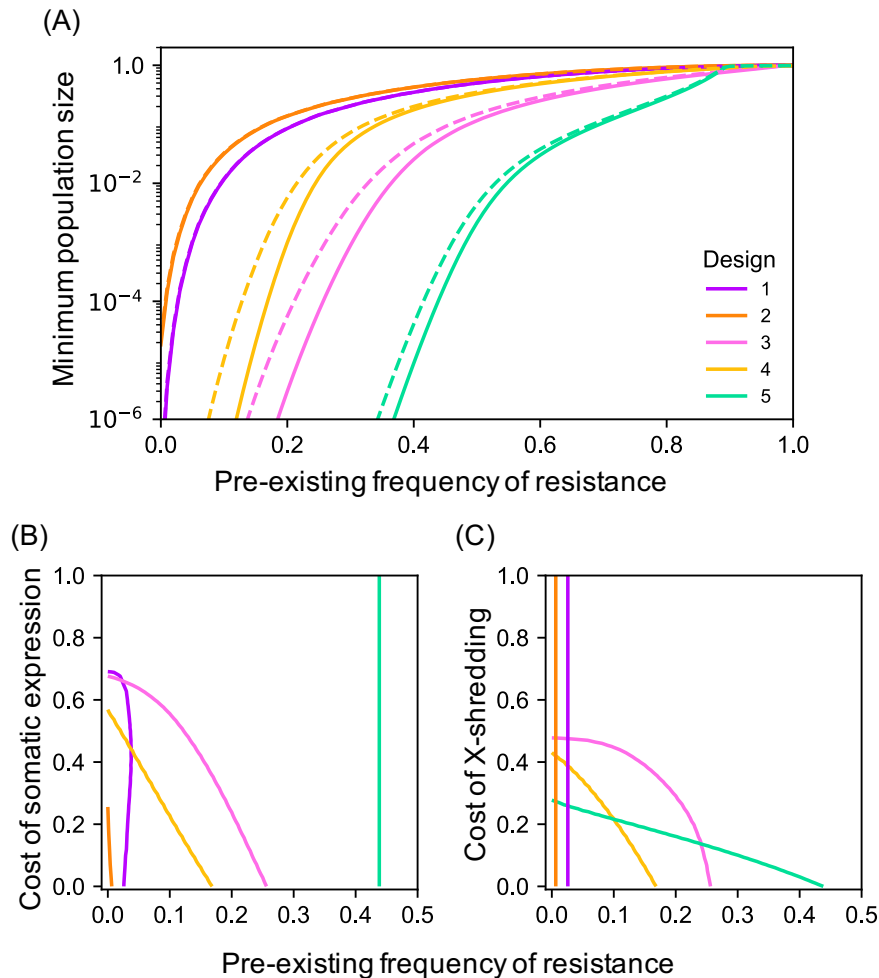 (A)
Minimum population size
1.0
10⁻²
10⁻⁴
10⁻⁶
Design
1
2
3
4
5
0.0 0.2 0.4 0.6 0.8 1.0
Pre-existing frequency of resistance
(B)
Cost of somatic expression
1.0
0.8
0.6
0.4
0.2
0.0
0.0 0.1 0.2 0.3 0.4 0.5
(C)
Cost of X-shredding
1.0
0.8
0.6
0.4
0.2
0.0
0.0 0.1 0.2 0.3 0.4 0.5
Pre-existing frequency of resistance